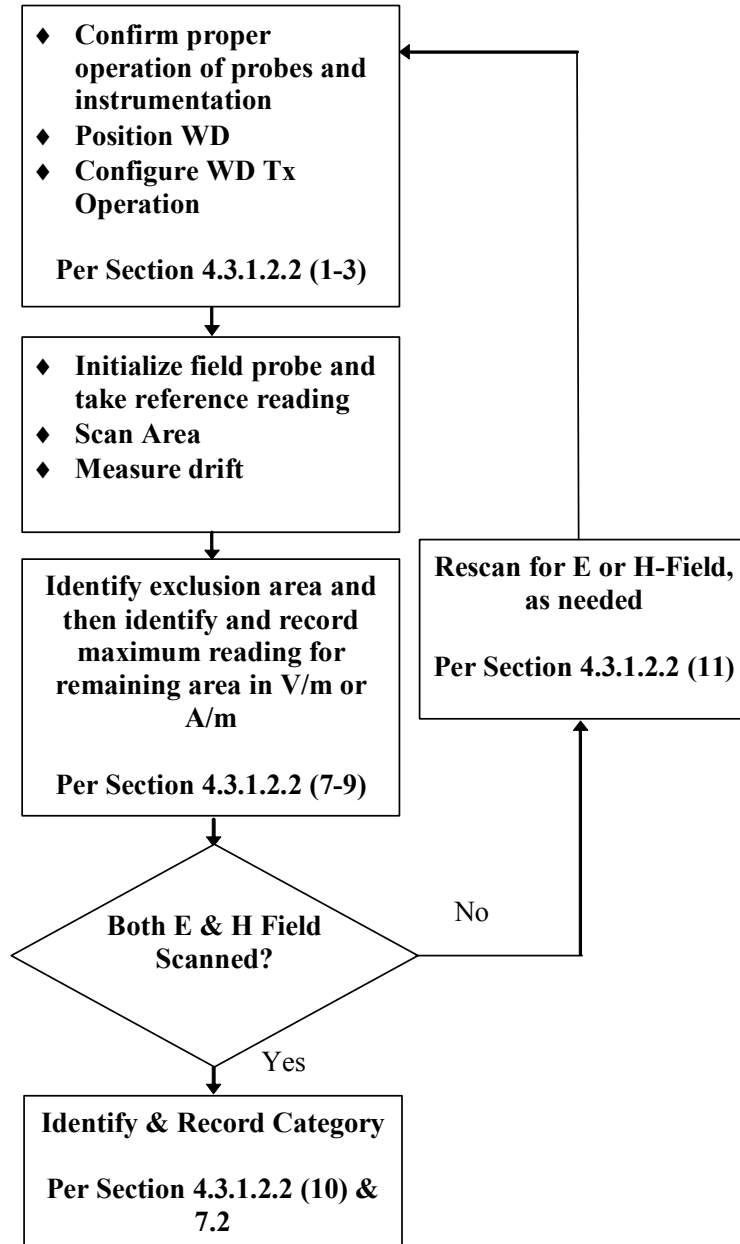 ♦ Confirm proper
operation of probes and
instrumentation
♦ Position WD
♦ Configure WD Tx
Operation
Per Section 4.3.1.2.2 (1-3)
♦ Initialize field probe and
take reference reading
♦ Scan Area
♦ Measure drift
Identify exclusion area and
then identify and record
maximum reading for
remaining area in V/m or
A/m
Per Section 4.3.1.2.2 (7-9)
Rescan for E or H-Field,
as needed
Per Section 4.3.1.2.2 (11)
Both E & H Field
Scanned?
No
Yes
Identify & Record Category
Per Section 4.3.1.2.2 (10) &
7.2